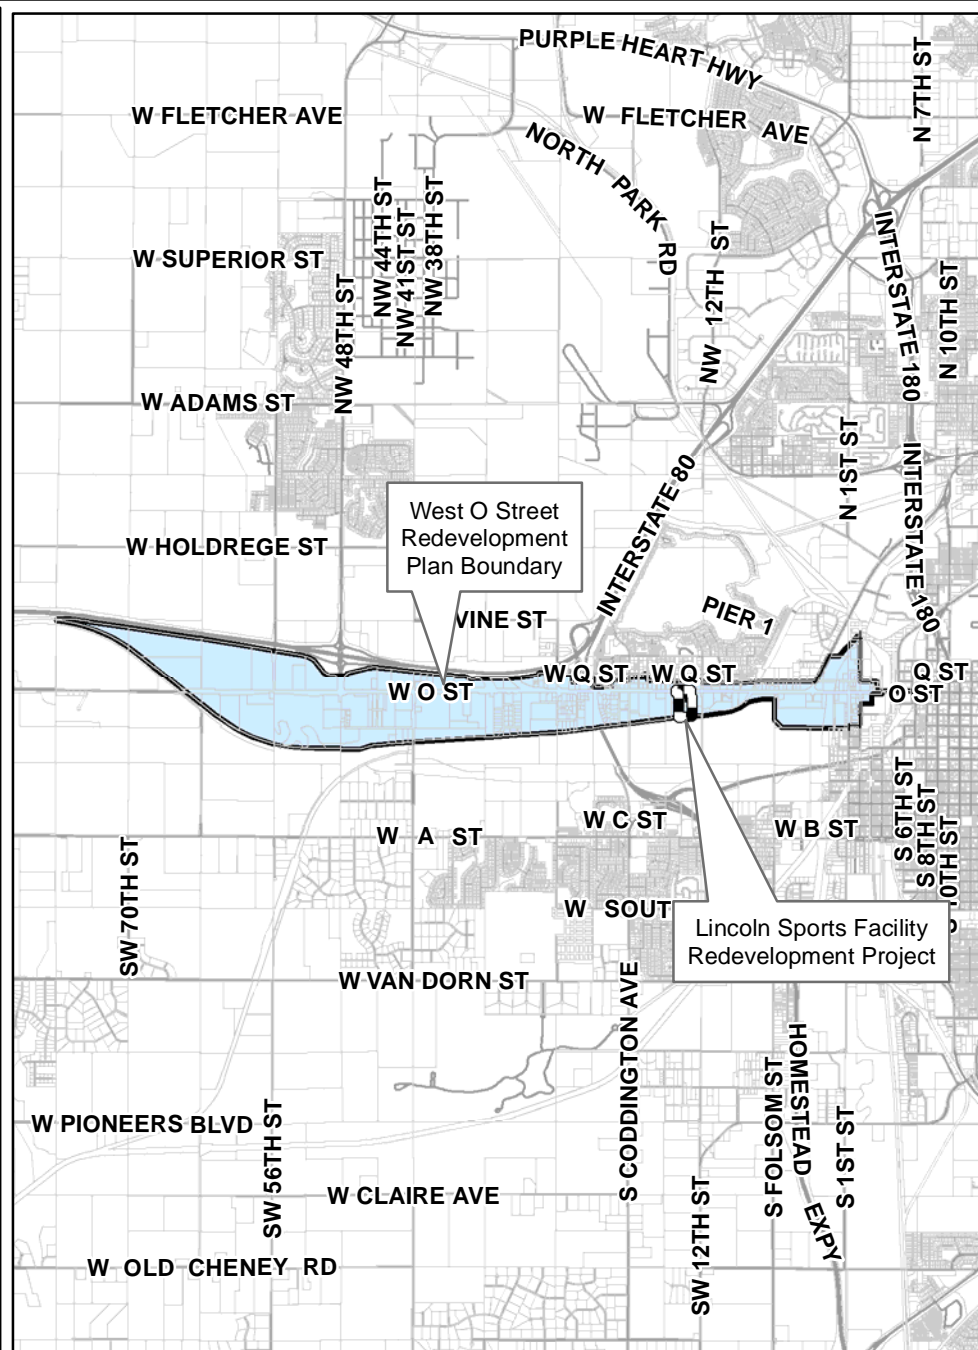 PURPLE HEART HWY
N 7TH ST
W FLETCHER AVE
W FLETCHER AVE
NORTH PARK RD
NW 44TH ST
NW 41ST ST
NW 38TH ST
W SUPERIOR ST
NW 12TH ST
INTERSTATE 180
N 10TH ST
NW 48TH ST
W ADAMS ST
N 1ST ST
INTERSTATE 180
INTERSTATE 80
West O Street
Redevelopment
Plan Boundary
W HOLDREGE ST
VINE ST
PIER 1
W Q ST
W Q ST
Q ST
W O ST
O ST
W C ST
W B ST
W A ST
S 6TH ST
S 8TH ST
SW 70TH ST
W SOUT
Lincoln Sports Facility
Redevelopment Project
W VAN DORN ST
S CODDINGTON AVE
HOMESTEAD EXPY
S FOLSOM ST
S 1ST ST
W PIONEERS BLVD
SW 56TH ST
W CLAIRE AVE
SW 12TH ST
W OLD CHENEY RD